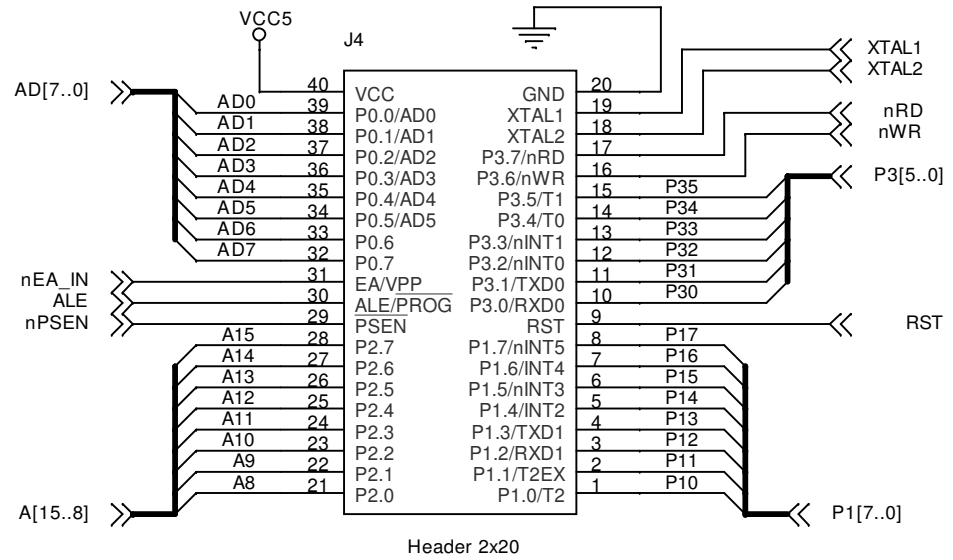 VCC5
J4
AD[7..0]
AD0
AD1
AD2
AD3
AD4
AD5
AD6
AD7
nEA_IN
ALE
nPSEN
A15
A14
A13
A12
A11
A10
A9
A8
A[15..8]
40 VCC
39 P0.0/AD0
38 P0.1/AD1
37 P0.2/AD2
36 P0.3/AD3
35 P0.4/AD4
34 P0.5/AD5
33 P0.6
32 P0.7
31 EA/VPP
30 ALE/PROG
29 PSEN
28 P2.7
27 P2.6
26 P2.5
25 P2.4
24 P2.3
23 P2.2
22 P2.1
21 P2.0
GND 20
XTAL1 19
XTAL2 18
P3.7/nRD 17
P3.6/nWR 16
P3.5/T1 15
P3.4/T0 14
P3.3/nINT1 13
P3.2/nINT0 12
P3.1/TXD0 11
P3.0/RXD0 10
RST 9
P1.7/nINT5 8
P1.6/INT4 7
P1.5/nINT3 6
P1.4/INT2 5
P1.3/TXD1 4
P1.2/RXD1 3
P1.1/T2EX 2
P1.0/T2 1
P35
P34
P33
P32
P31
P30
P17
P16
P15
P14
P13
P12
P11
P10
XTAL1
XTAL2
nRD
nWR
P3[5..0]
RST
P1[7..0]
Header 2x20